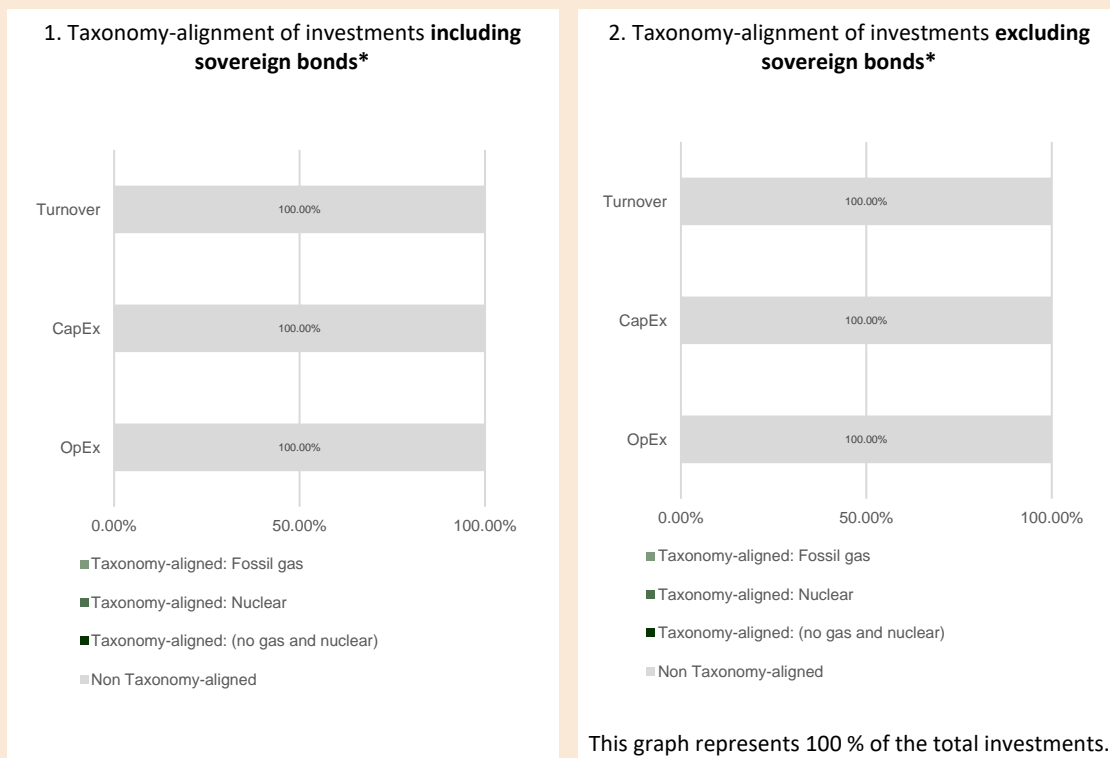 1. Taxonomy-alignment of investments including
sovereign bonds*
Turnover
100.00%
CapEx
100.00%
OpEx
100.00%
0.00%
50.00%
100.00%
Taxonomy-aligned: Fossil gas
Taxonomy-aligned: Nuclear
Taxonomy-aligned: (no gas and nuclear)
Non Taxonomy-aligned
2. Taxonomy-alignment of investments excluding
sovereign bonds*
Turnover
100.00%
CapEx
100.00%
OpEx
100.00%
0.00%
50.00%
100.00%
Taxonomy-aligned: Fossil gas
Taxonomy-aligned: Nuclear
Taxonomy-aligned: (no gas and nuclear)
Non Taxonomy-aligned
This graph represents 100 % of the total investments.